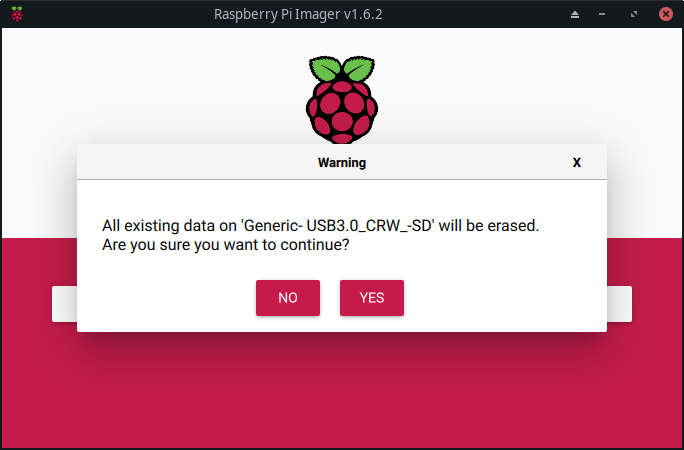 Raspberry Pi Imager v1.6.2
Warning
X
All existing data on 'Generic- USB3.0_CRW_-SD' will be erased.
Are you sure you want to continue?
NO
YES